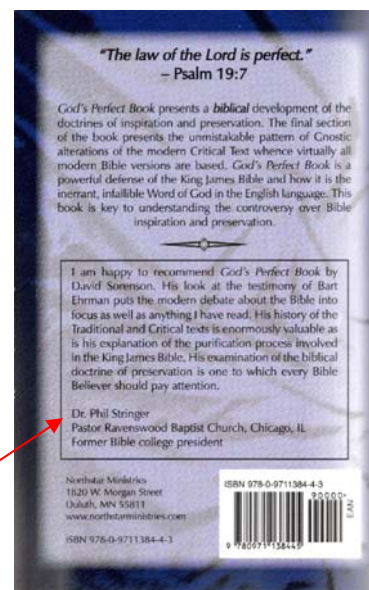 "The law of the Lord is perfect."
– Psalm 19:7
God's Perfect Book presents a biblical development of the
doctrines of inspiration and preservation. The final section
of the book presents the unmistakable pattern of Gnostic
alterations of the modern Critical Text whence virtually all
modern Bible versions are based. God's Perfect Book is a
powerful defense of the King James Bible and how it is the
inerrant, infallible Word of God in the English language. This
book is key to understanding the controversy over Bible
inspiration and preservation.
I am happy to recommend God's Perfect Book by
David Sorenson. His look at the testimony of Bart
Ehrman puts the modern debate about the Bible into
focus as well as anything I have read. His history of the
Traditional and Critical texts is enormously valuable as
is his explanation of the purification process involved
in the King James Bible. His examination of the biblical
doctrine of preservation is one to which every Bible
Believer should pay attention.
Dr. Phil Stringer
Pastor Ravenswood Baptist Church, Chicago, IL
Former Bible college president
Northstar Ministries
1820 W. Morgan Street
Duluth, MN 55811
www.northstarministries.com
ISBN 978-0-9711384-4-3
ISBN 978-0-9711384-4-3
90000>
EAN
9 780971 138445